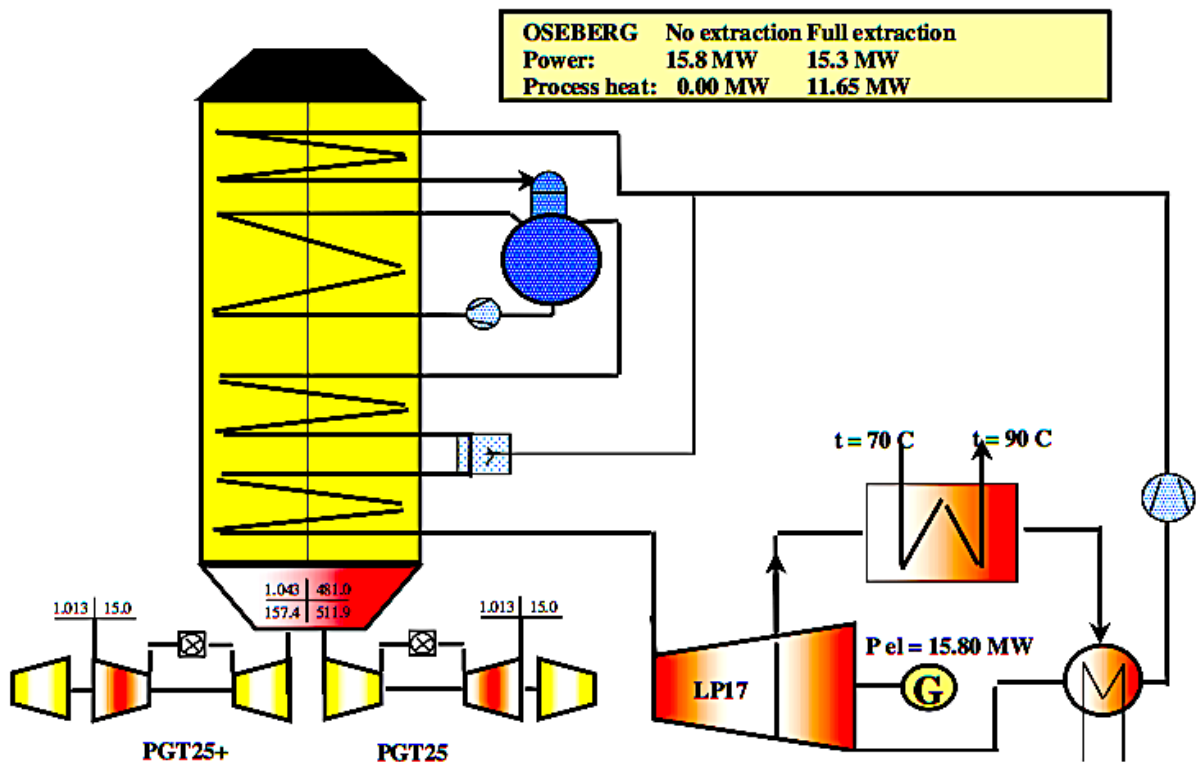 OSEBERG No extraction Full extraction
Power: 15.8 MW 15.3 MW
Process heat: 0.00 MW 11.65 MW
t = 70 C t = 90 C
1.043 481.0
157.4 511.9
1.013 15.0
1.013 15.0
P el = 15.80 MW
LP17
G
PGT25+ PGT25